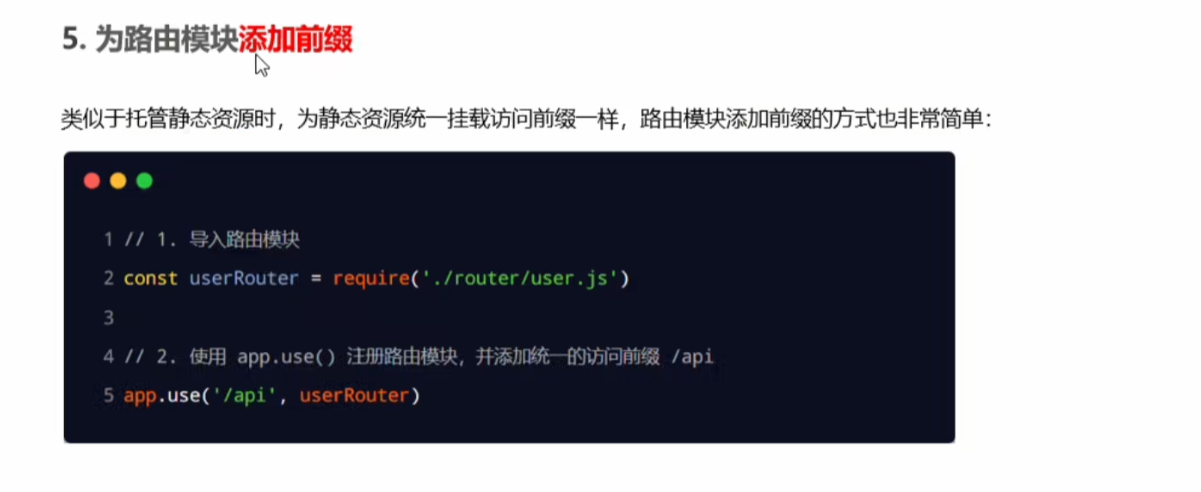 5. 为路由模块添加前缀
类似于托管静态资源时，为静态资源统一挂载访问前缀一样，路由模块添加前缀的方式也非常简单：
1 // 1. 导入路由模块
2 const userRouter = require('./router/user.js')
3
4 // 2. 使用 app.use() 注册路由模块，并添加统一的访问前缀 /api
5 app.use('/api', userRouter)